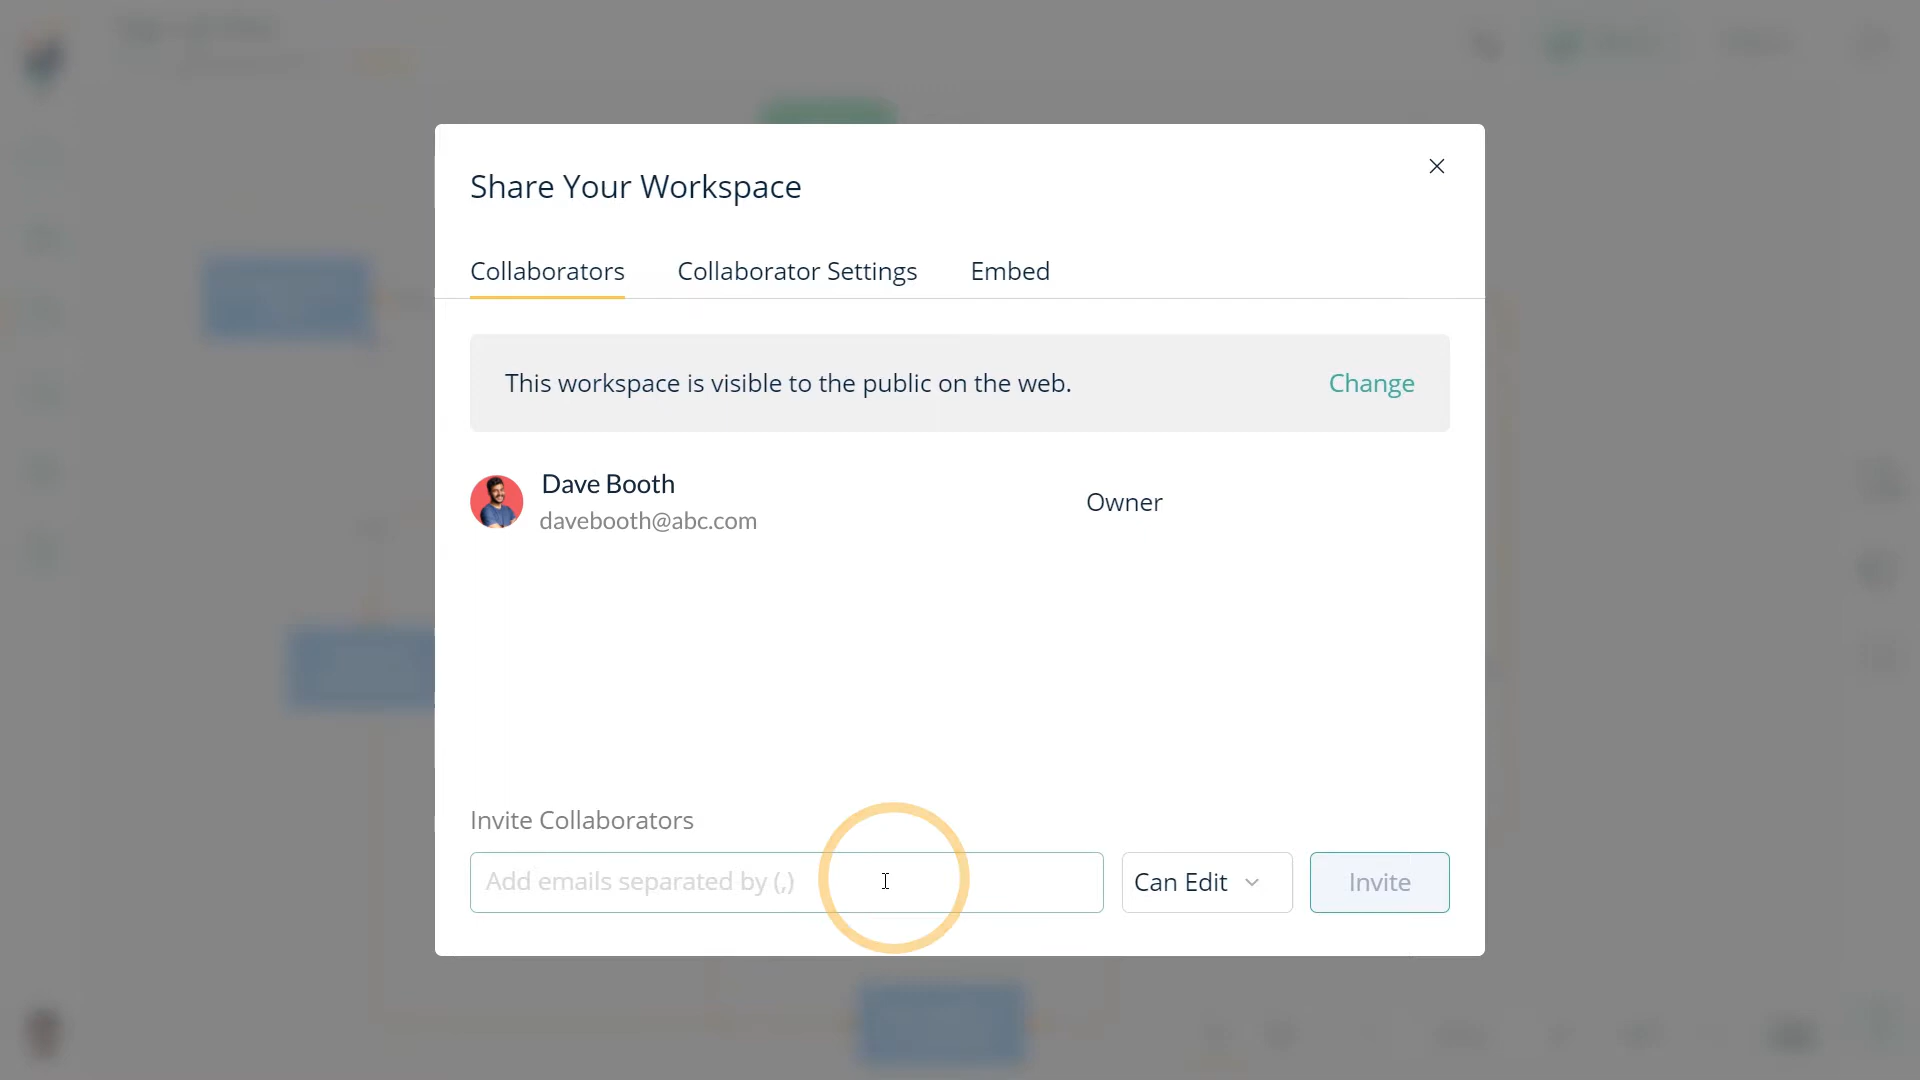 Share Your Workspace
Collaborators Collaborator Settings Embed
This workspace is visible to the public on the web. Change
Dave Booth
davebooth@abc.com
Owner
Invite Collaborators
Add emails separated by (,) Can Edit Invite